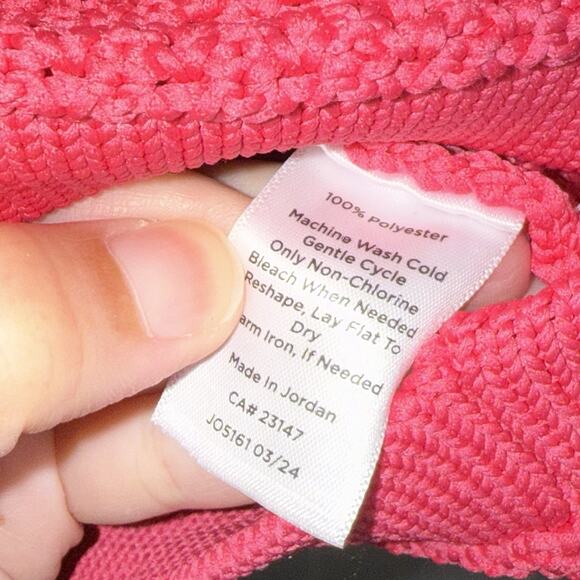 100% Polyester
Machine Wash Cold
Gentle Cycle
Only Non-Chlorine
Bleach When Needed
Reshape, Lay Flat To
Dry
arm Iron, If Needed
Made in Jordan
CA# 23147
JO5161 03/24